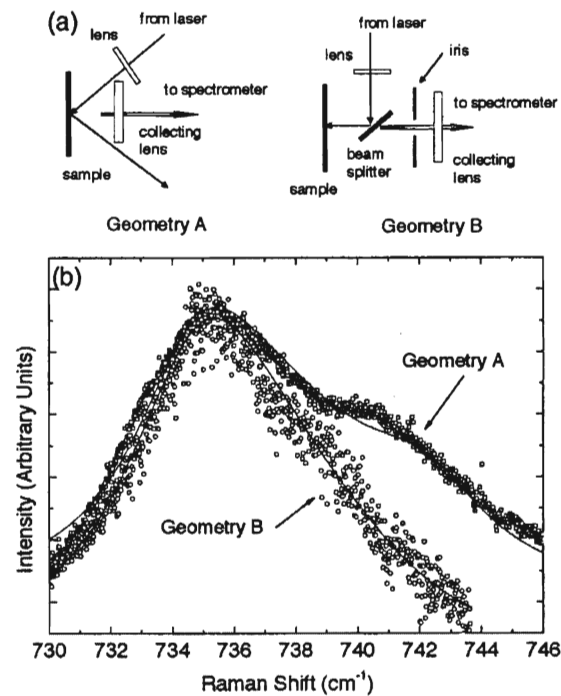 (a)
from laser
lens
to spectrometer
collecting
lens
sample
Geometry A
from laser
lens
iris
to spectrometer
beam
splitter
collecting
lens
sample
Geometry B
(b)
Geometry A
Geometry B
Intensity (Arbitrary Units)
730 732 734 736 738 740 742 744 746
Raman Shift (cm⁻¹)